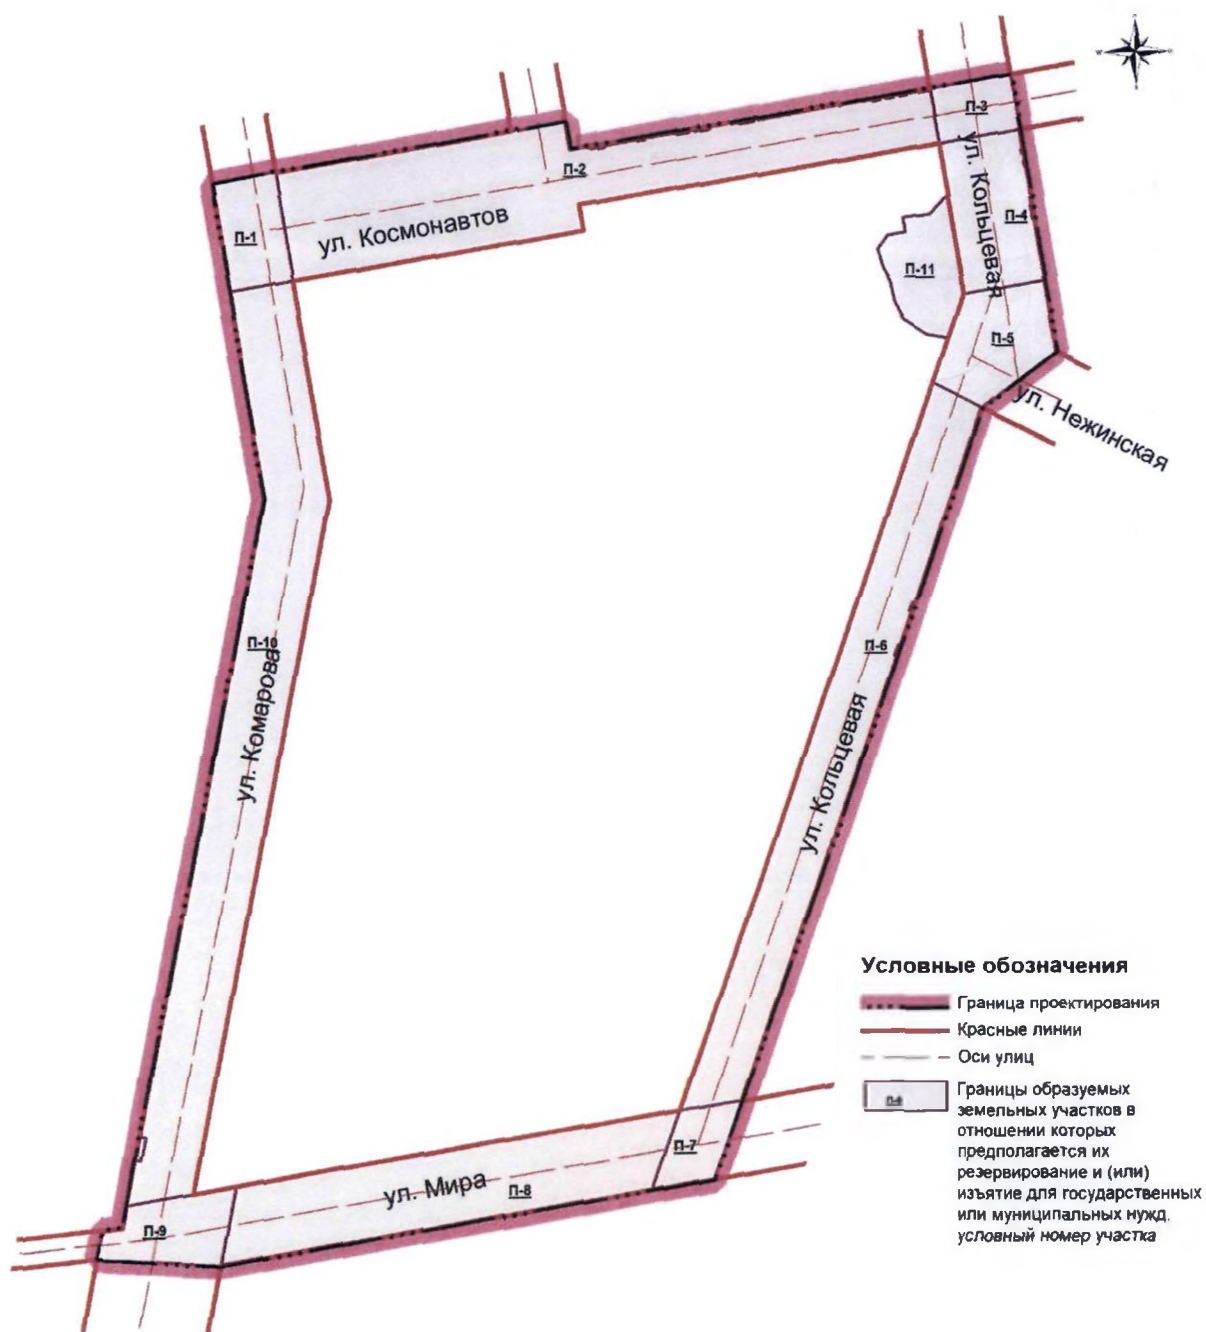 П-3
ул. Кольцевая
П-2
П-4
П-1
ул. Космонавтов
П-11
П-5
ул. Нежинская
П-10
П-6
ул. Комарова
ул. Кольцевая
Условные обозначения
Граница проектирования
Красные линии
Оси улиц
Границы образуемых
земельных участков в
отношении которых
предполагается их
резервирование и (или)
изъятие для государственных
или муниципальных нужд,
условный номер участка
П-7
ул. Мира
П-8
П-9